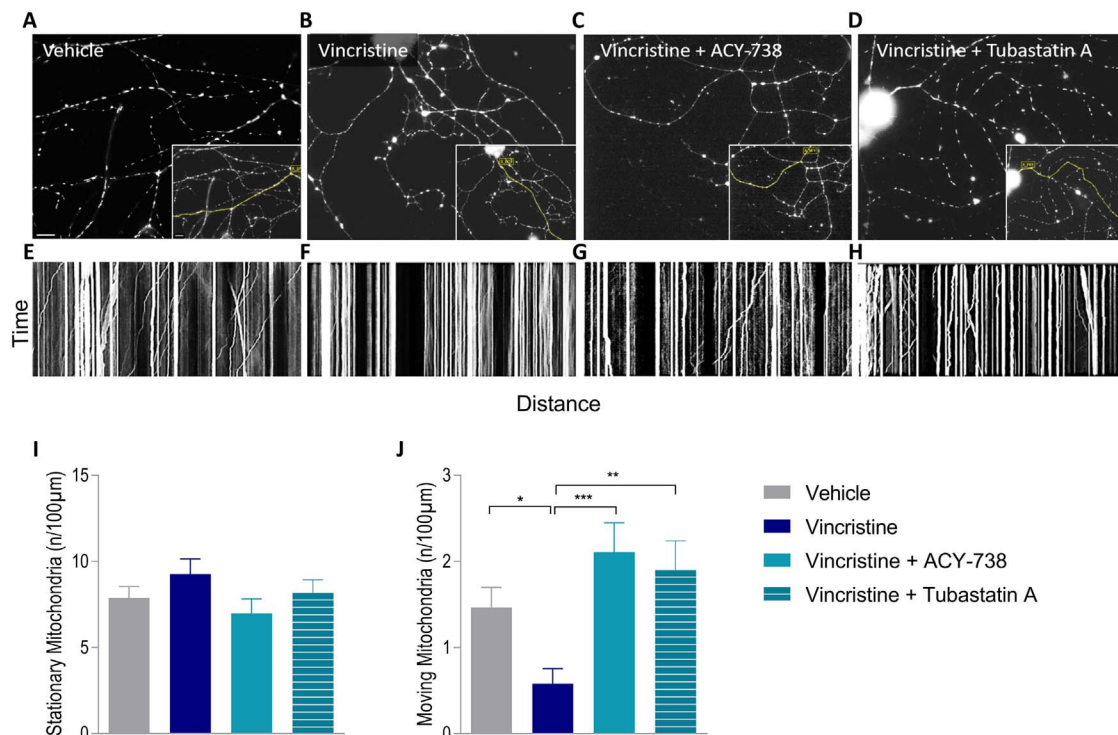 A
B
C
D
Vehicle
Vincristine
Vincristine + ACY-738
Vincristine + Tubastatin A
E
F
G
H
Time
Distance
I
J
Stationary Mitochondria (n/100µm)
15
10
5
0
Moving Mitochondria (n/100µm)
3
2
1
0
*
***
**
Vehicle
Vincristine
Vincristine + ACY-738
Vincristine + Tubastatin A